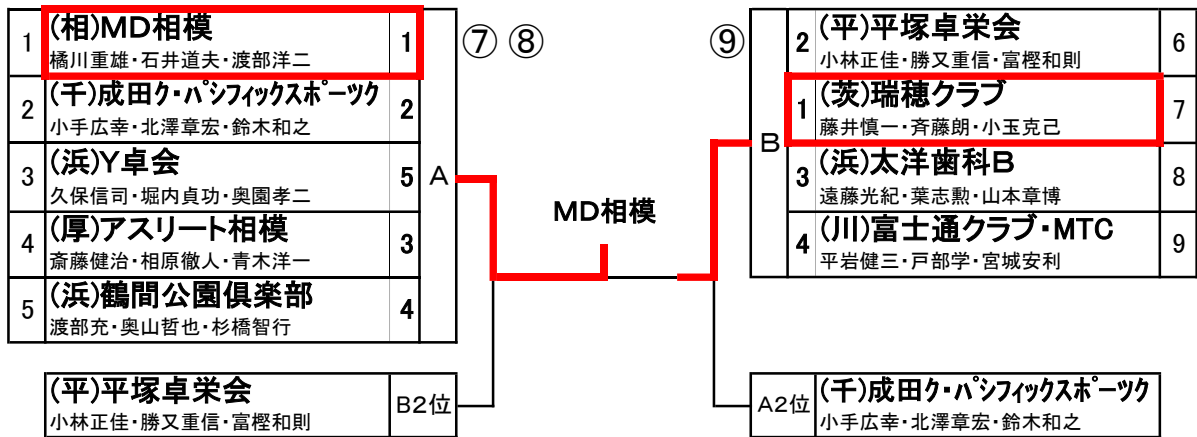 1 (相)MD相模 1
橘川重雄・石井道夫・渡部洋二
2 (千)成田ク・パシフィックスポーツク 2
小手広幸・北澤章宏・鈴木和之
3 (浜)Y卓会 5
久保信司・堀内貞功・奥園孝二
4 (厚)アスリート相模 3
斎藤健治・相原徹人・青木洋一
5 (浜)鶴間公園倶楽部 4
渡部充・奥山哲也・杉橋智行
A
⑦ ⑧
(平)平塚卓栄会 B2位
小林正佳・勝又重信・富樫和則
MD相模
⑨
B
2 (平)平塚卓栄会 6
小林正佳・勝又重信・富樫和則
1 (茨)瑞穂クラブ 7
藤井慎一・斉藤朗・小玉克己
3 (浜)太洋歯科B 8
遠藤光紀・葉志勲・山本章博
4 (川)富士通クラブ・MTC 9
平岩健三・戸部学・宮城安利
A2位 (千)成田ク・パシフィックスポーツク
小手広幸・北澤章宏・鈴木和之